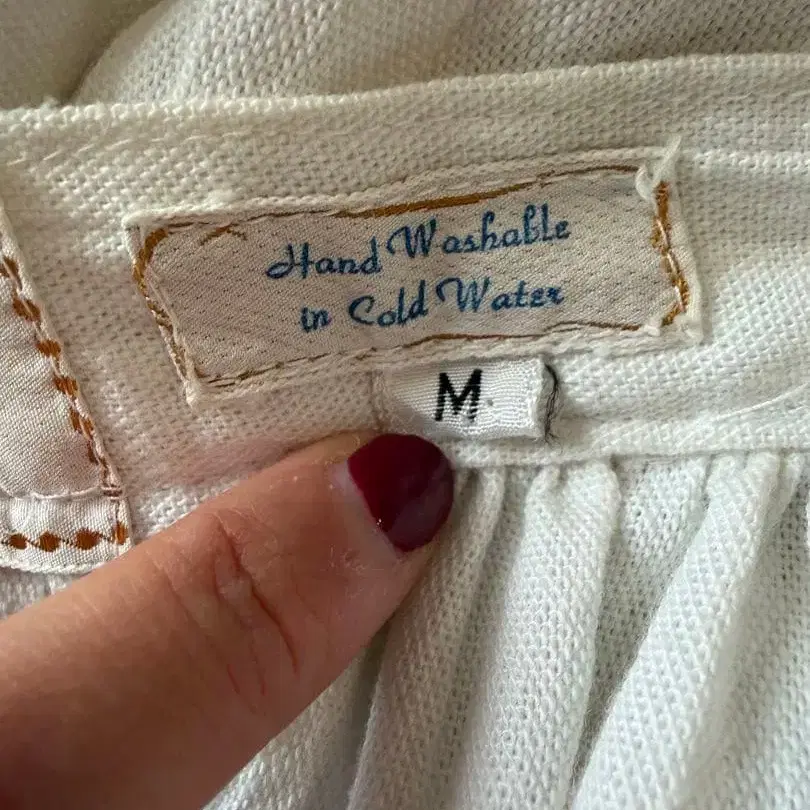 Hand Washable
in Cold Water
M